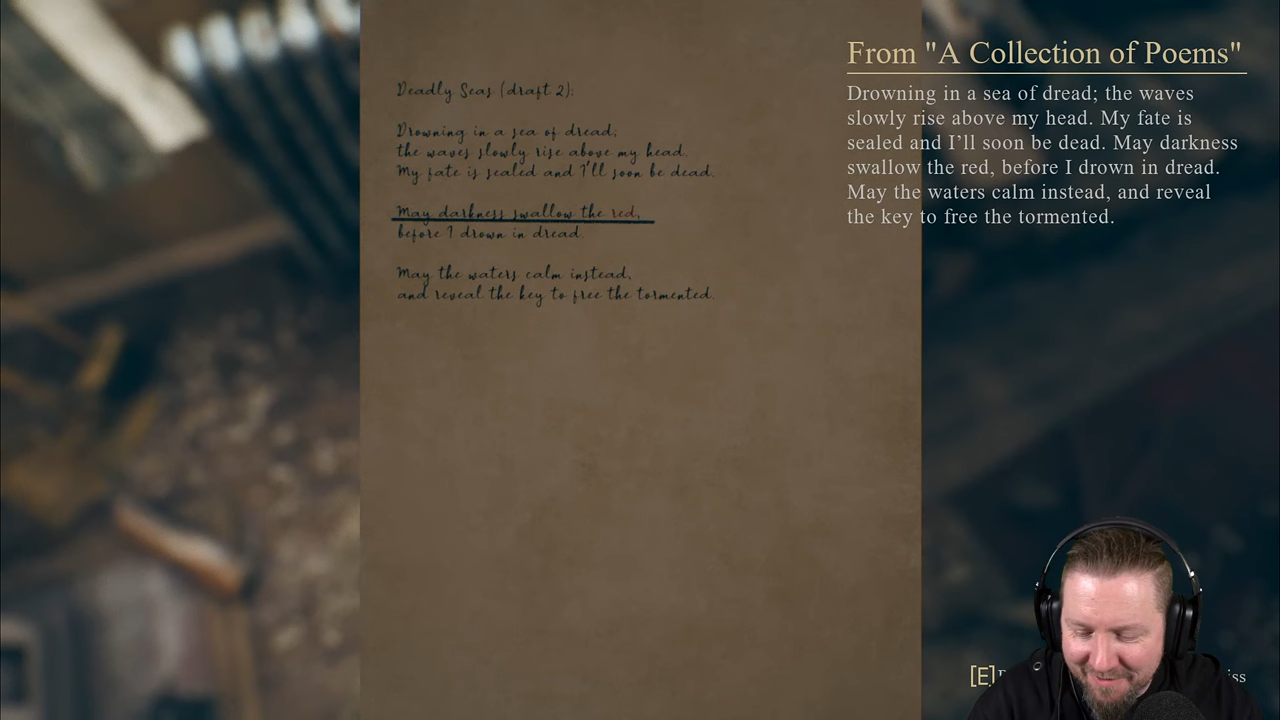 Deadly Seas (draft 2):
Drowning in a sea of dread;
the waves slowly rise above my head.
My fate is sealed and I'll soon be dead.
May darkness swallow the red,
before I drown in dread.
May the waters calm instead,
and reveal the key to free the tormented.
From "A Collection of Poems"
Drowning in a sea of dread; the waves
slowly rise above my head. My fate is
sealed and I'll soon be dead. May darkness
swallow the red, before I drown in dread.
May the waters calm instead, and reveal
the key to free the tormented.
[E]